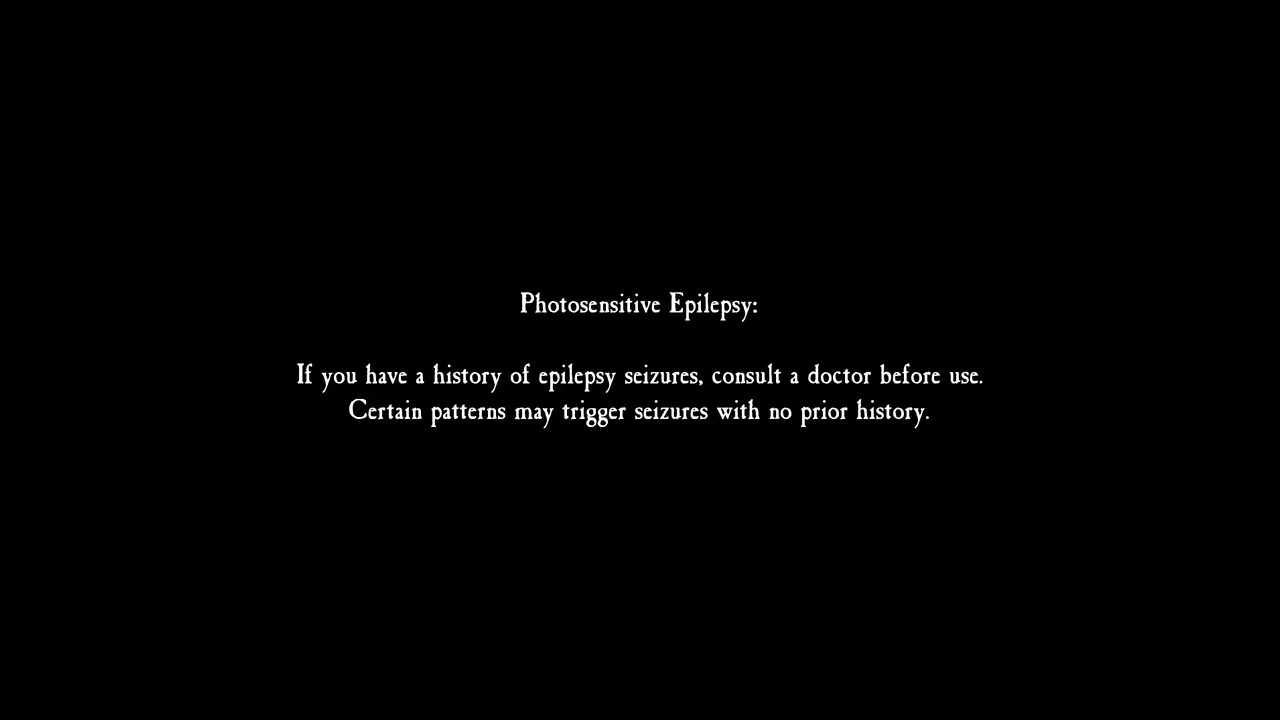 Photosensitive Epilepsy:
If you have a history of epilepsy seizures, consult a doctor before use.
Certain patterns may trigger seizures with no prior history.